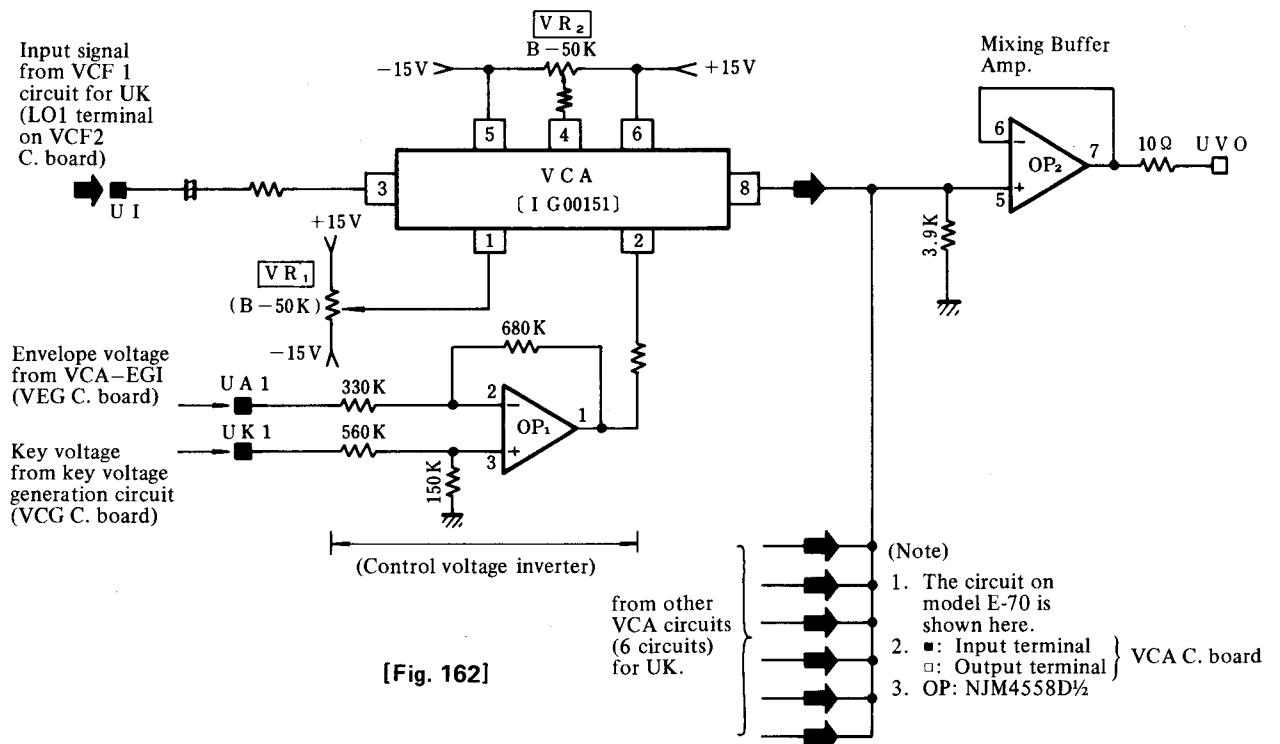 Input signal
from VCF 1
circuit for UK
(LO1 terminal
on VCF2
C. board)
U I
VR₂
B-50K
-15V
+15V
5
4
6
3
VCA
[IG00151]
8
1
2
+15V
VR₁
(B-50K)
-15V
Mixing Buffer
Amp.
6
-
OP₂
7
+
5
10Ω
UVO
3.9K
680K
Envelope voltage
from VCA-EGI
(VEG C. board)
UA1
330K
2
-
OP₁
1
UK1
560K
+
3
Key voltage
from key voltage
generation circuit
(VCG C. board)
150K
(Control voltage inverter)
from other
VCA circuits
(6 circuits)
for UK.
(Note)
1. The circuit on
model E-70 is
shown here.
2. ■: Input terminal
□: Output terminal
} VCA C. board
3. OP: NJM4558D½
[Fig. 162]